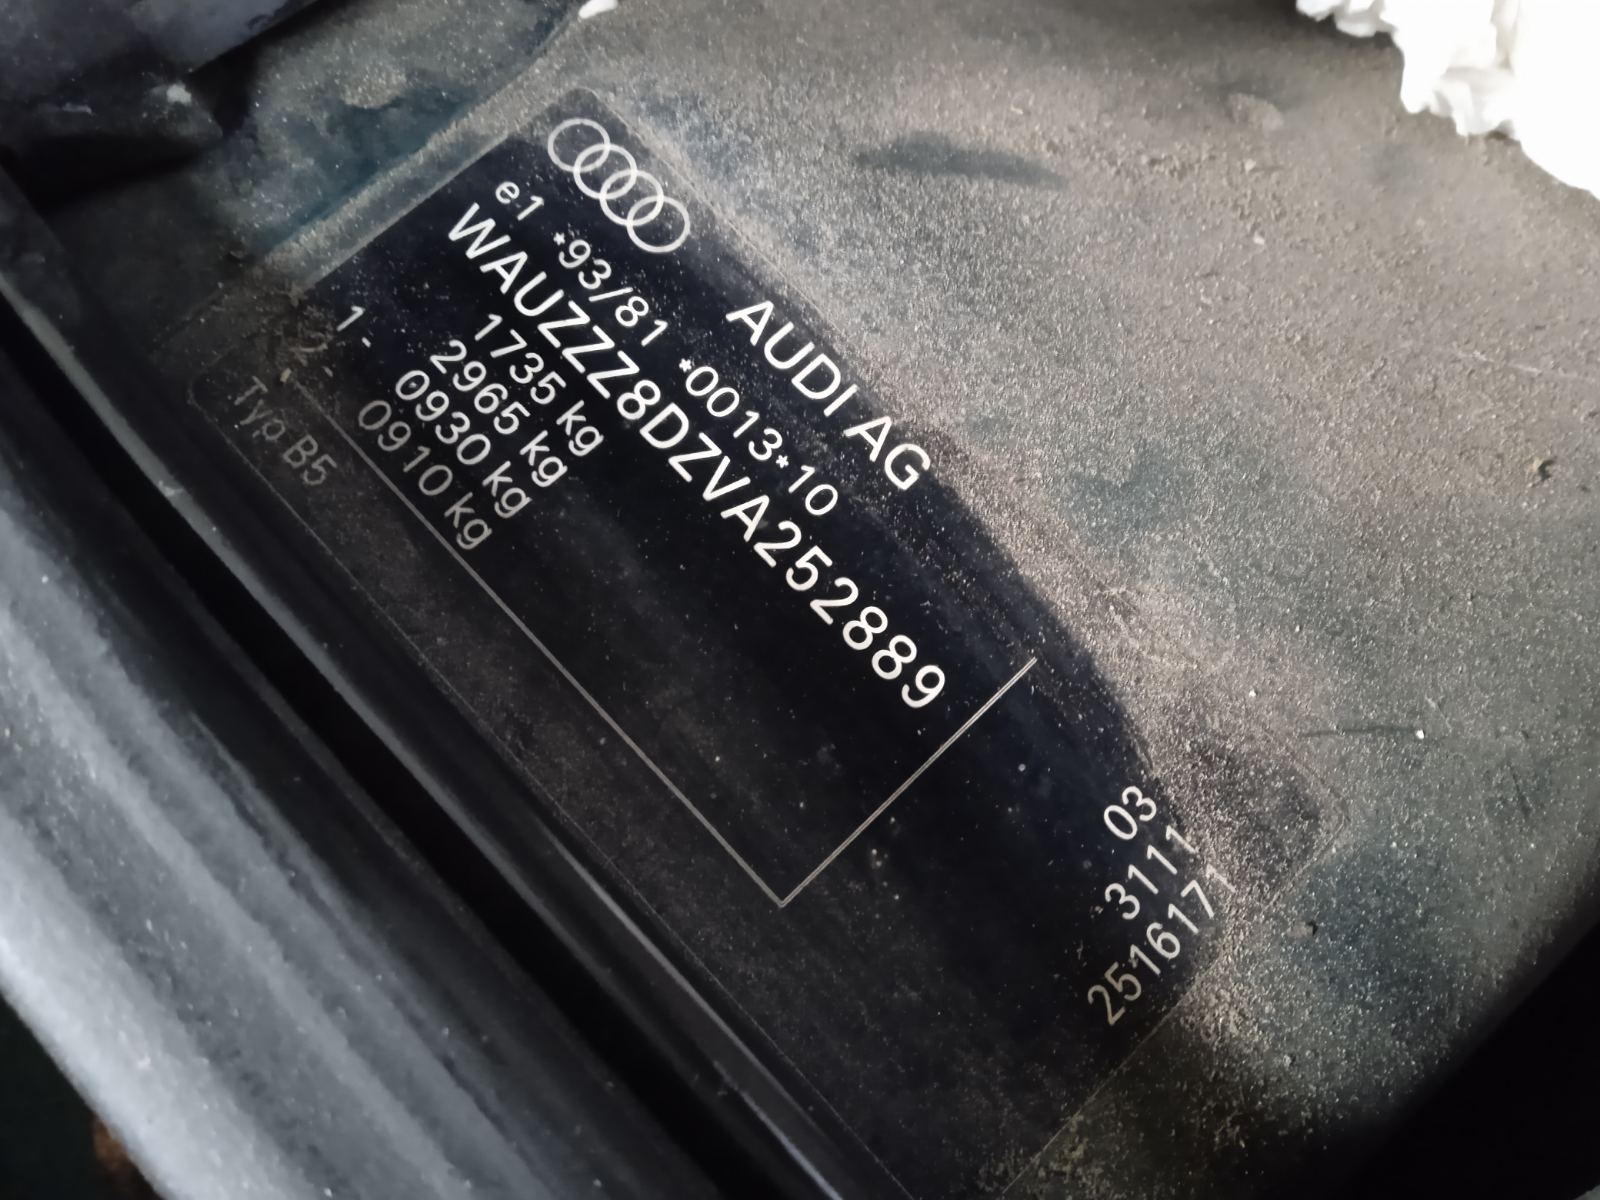 AUDI AG
e1 *93/81 *0013*10
WAUZZZ8DZVA252889
1735 kg
2965 kg
1- 0930 kg
2- 0910 kg
Typ B5
03
3111
2516171